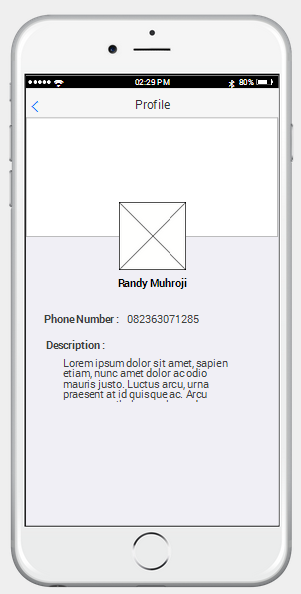 02:29 PM
80%
Profile
Randy Muhroji
Phone Number : 082363071285
Description :
Lorem ipsum dolor sit amet, sapien
etiam, nunc amet dolor ac odio
mauris justo. Luctus arcu, urna
praesent at id quisque ac. Arcu